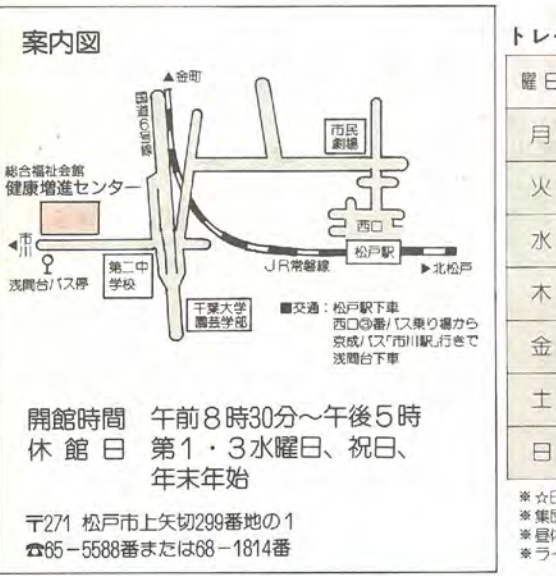 案内図
▲金町
国道6号線
市民
劇場
総合福祉会館
健康増進センター
西口
◀市川
松戸駅
浅間台バス停
第二中
学校
JR常磐線
▶北松戸
千葉大学
園芸学部
■交通：松戸駅下車
西口③番バス乗り場から
京成バス「市川駅」行きで
浅間台下車
開館時間　午前8時30分〜午後5時
休館日　第1・3水曜日、祝日、
年末年始
〒271 松戸市上矢切299番地の1
☎65−5588番または68−1814番
トレ
曜日
月
火
水
木
金
土
日
※☆
※集団
※昼休
※ライ